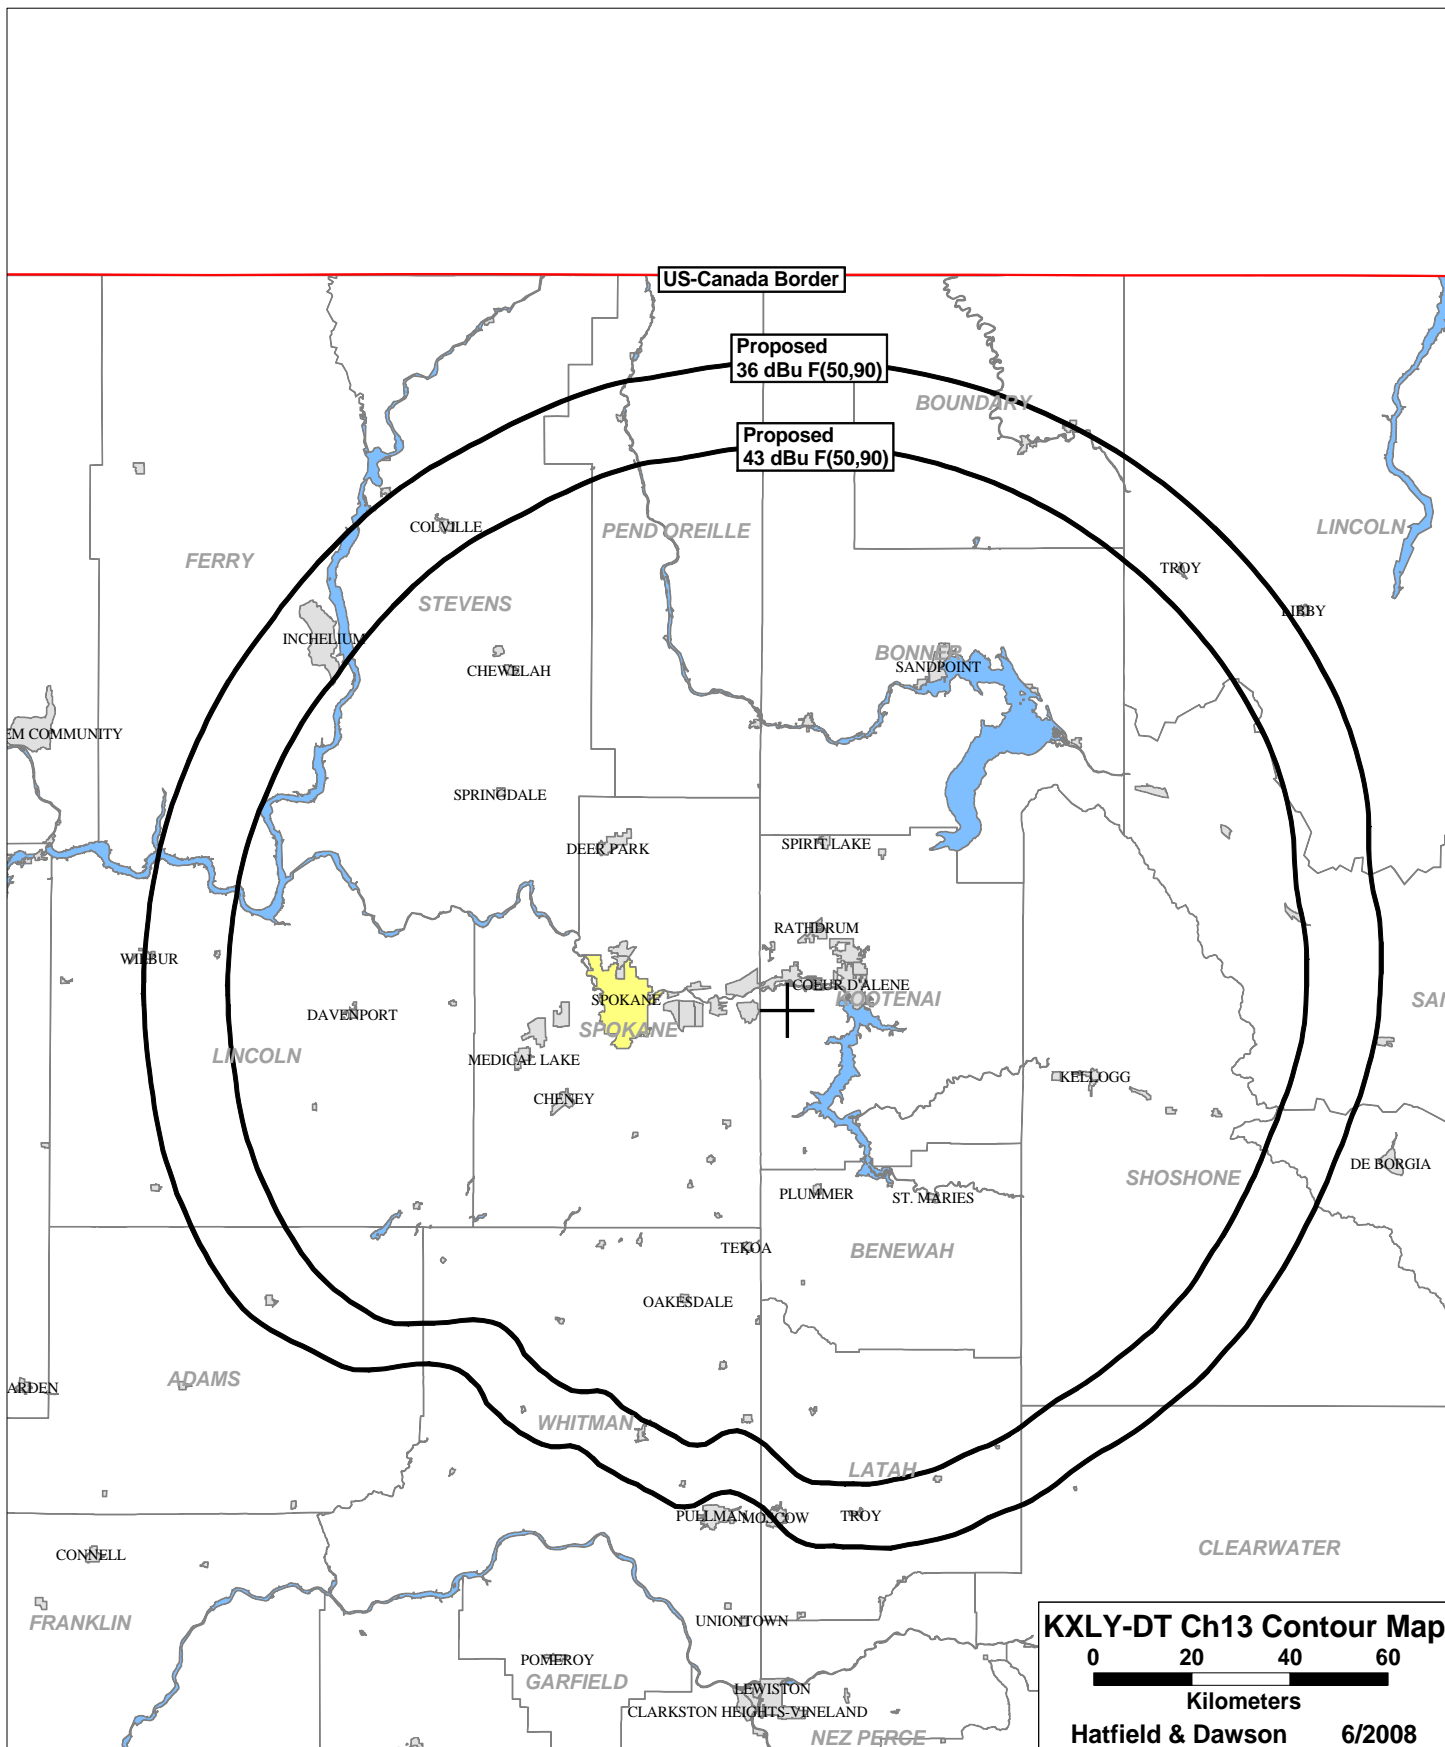 US-Canada Border
Proposed
36 dBu F(50,90)
BOUNDARY
Proposed
43 dBu F(50,90)
COLVILLE
PEND OREILLE
LINCOLN
FERRY
TROY
STEVENS
LIBBY
INCHELIUM
BONNER
SANDPOINT
CHEWELAH
EM COMMUNITY
SPRINGDALE
DEER PARK
SPIRIT LAKE
RATHDRUM
WILBUR
COEUR D'ALENE
SPOKANE
KOOTENAI
SAN
DAVENPORT
SPOKANE
LINCOLN
MEDICAL LAKE
KELLOGG
CHENEY
DE BORGIA
SHOSHONE
PLUMMER
ST. MARIES
TEKOA
BENEWAH
OAKESDALE
ADAMS
ARDEN
WHITMAN
LATAH
PULLMAN
MOSCOW
TROY
CLEARWATER
CONNELL
FRANKLIN
UNIONTOWN
POMEROY
GARFIELD
LEWISTON
CLARKSTON HEIGHTS-VINELAND
NEZ PERCE
KXLY-DT Ch13 Contour Map
0 20 40 60
Kilometers
Hatfield & Dawson 6/2008